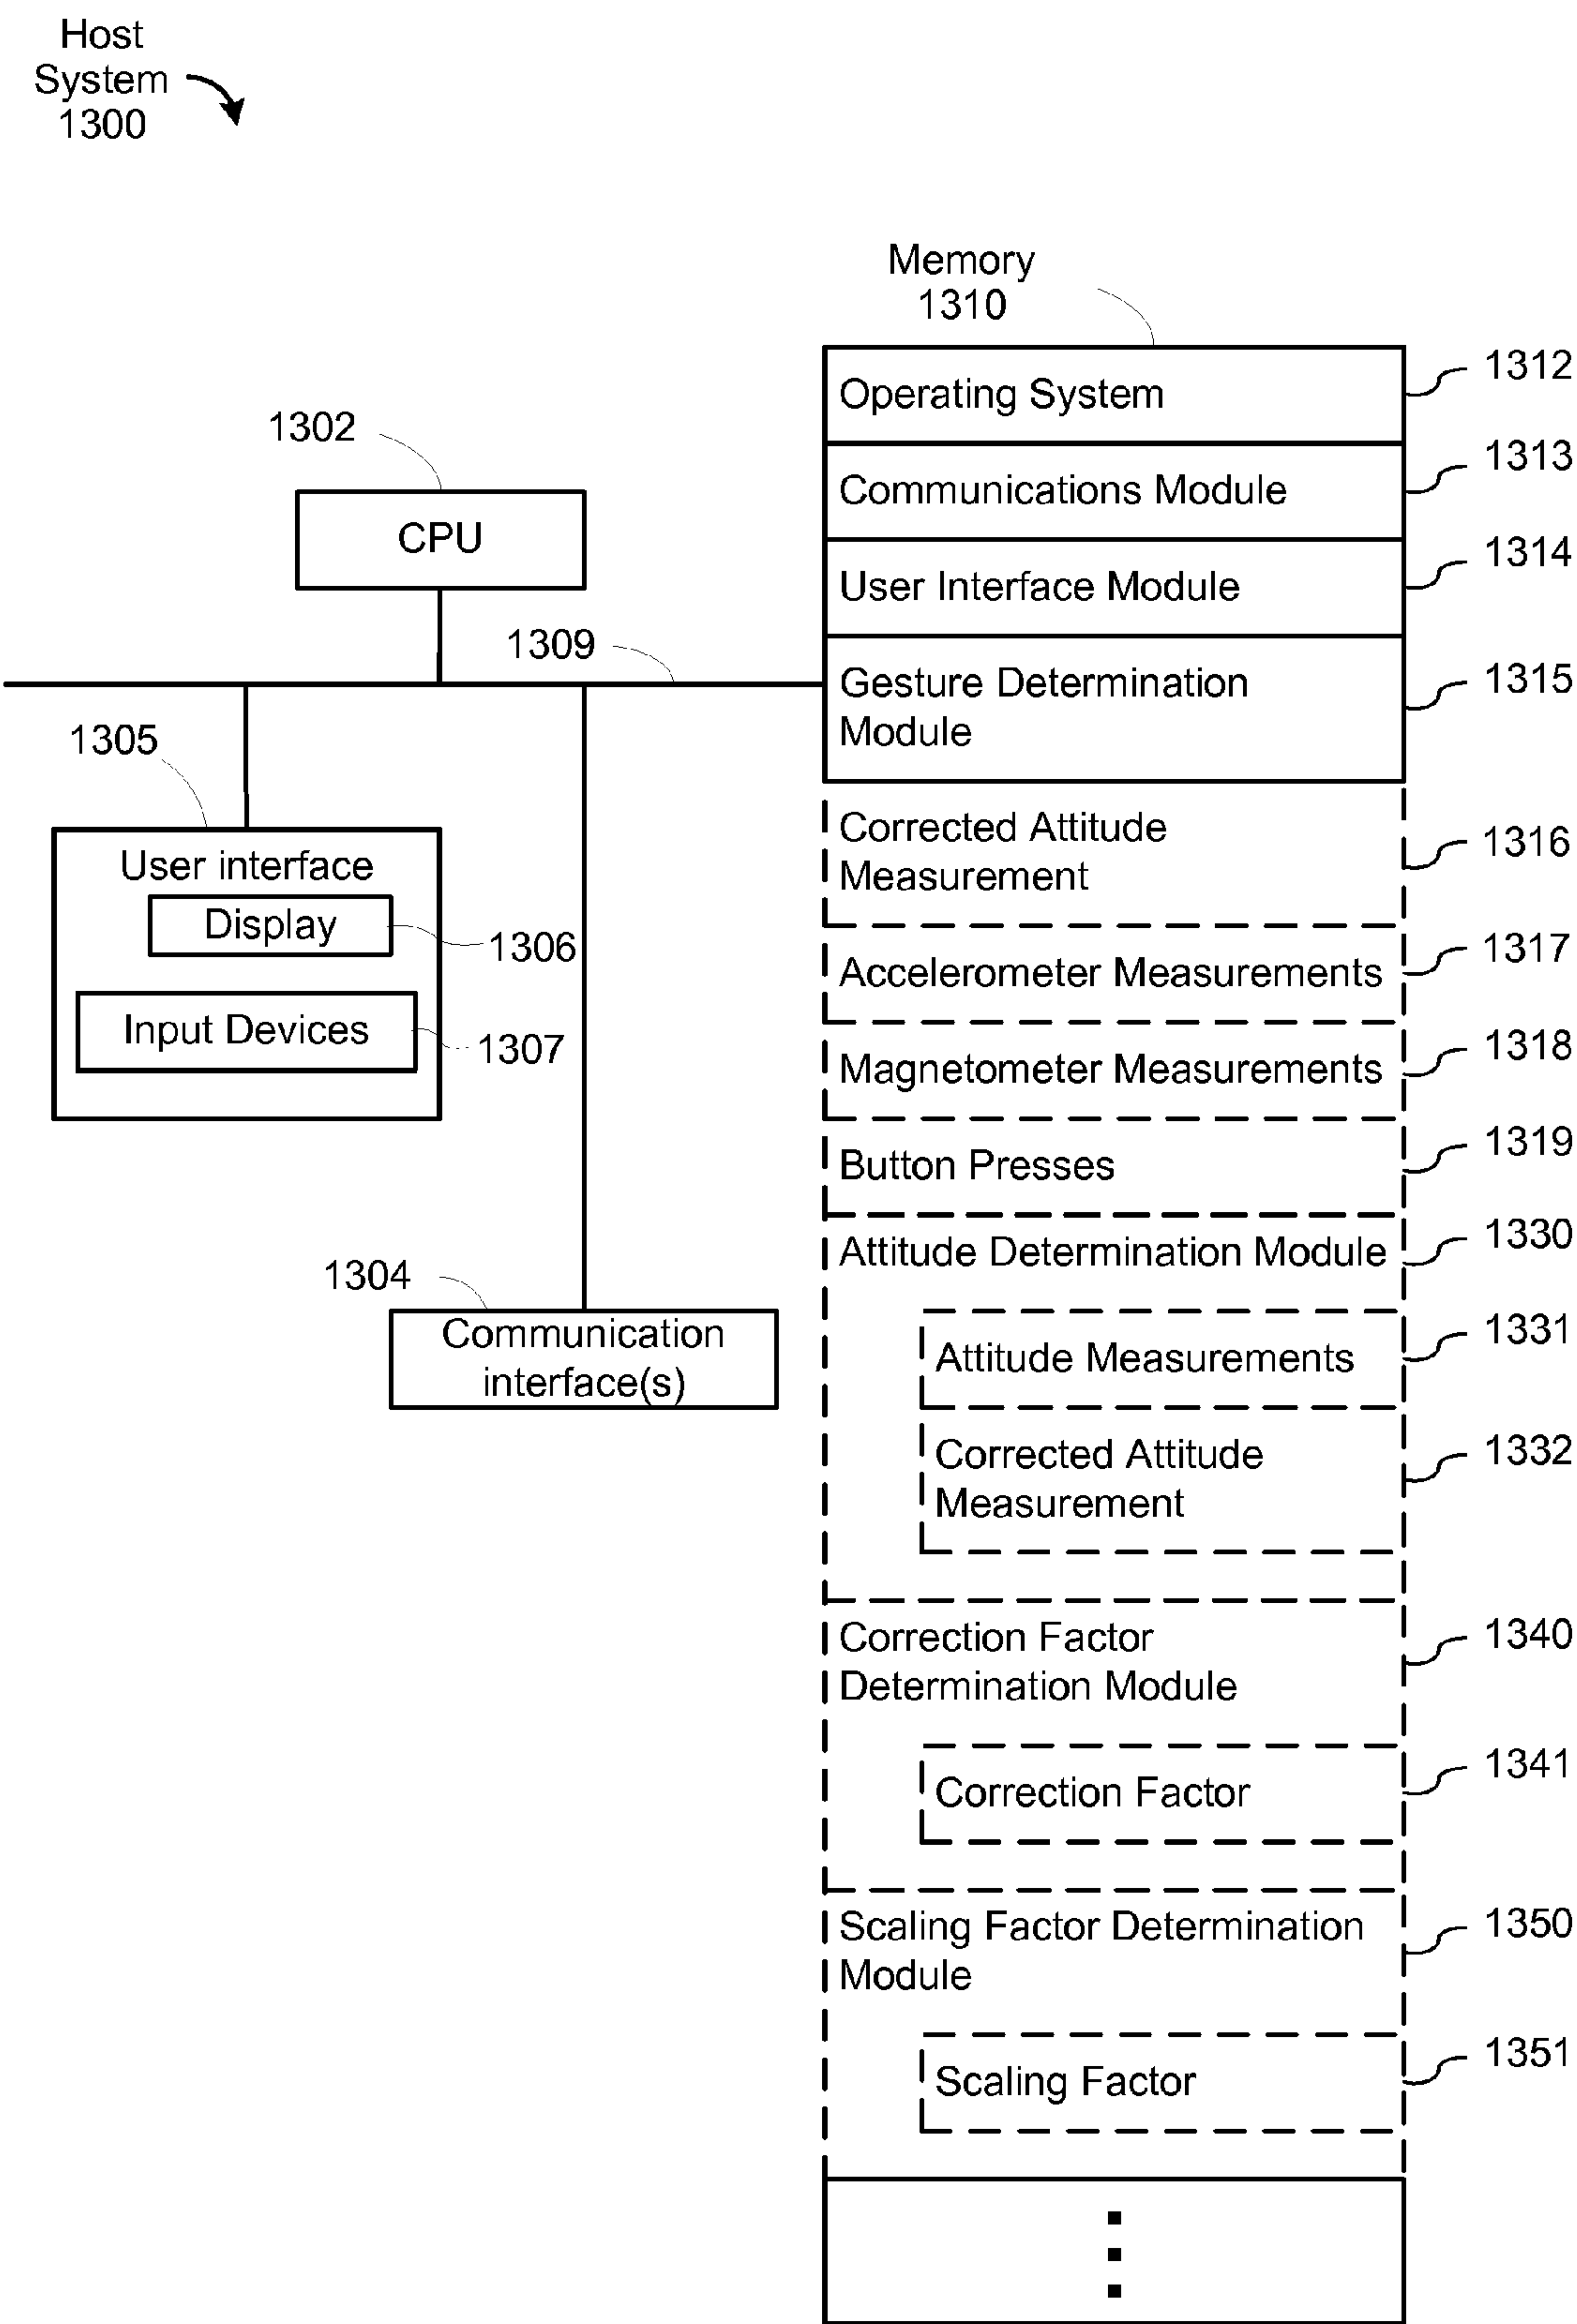 Host
System
1300
Memory
1310
Operating System
1312
Communications Module
1313
User Interface Module
1314
Gesture Determination
Module
1315
Corrected Attitude
Measurement
1316
Accelerometer Measurements
1317
Magnetometer Measurements
1318
Button Presses
1319
Attitude Determination Module
1330
Attitude Measurements
1331
Corrected Attitude
Measurement
1332
Correction Factor
Determination Module
1340
Correction Factor
1341
Scaling Factor Determination
Module
1350
Scaling Factor
1351
1302
CPU
1309
1305
User interface
Display
1306
Input Devices
1307
1304
Communication
interface(s)